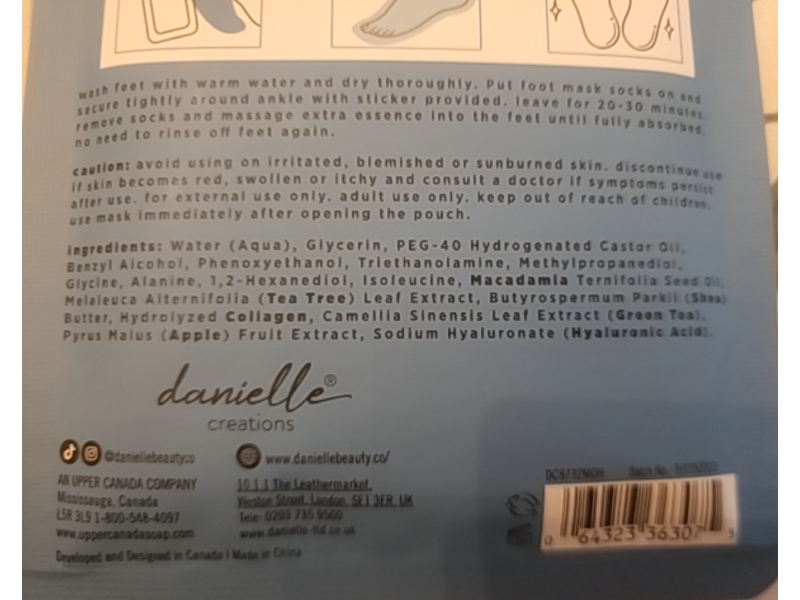 wash feet with warm water and dry thoroughly. Put foot mask socks on and
secure tightly around ankle with sticker provided. leave for 20-30 minutes.
remove socks and massage extra essence into the feet until fully absorbed.
no need to rinse off feet again.
caution: avoid using on irritated, blemished or sunburned skin. discontinue use
if skin becomes red, swollen or itchy and consult a doctor if symptoms persist
after use. for external use only. adult use only. keep out of reach of children.
use mask immediately after opening the pouch.
ingredients: Water (Aqua), Glycerin, PEG-40 Hydrogenated Castor Oil,
Benzyl Alcohol, Phenoxyethanol, Triethanolamine, Methylpropanediol,
Glycine, Alanine, 1,2-Hexanediol, Isoleucine, Macadamia Ternifolia Seed Oil,
Melaleuca Alternifolia (Tea Tree) Leaf Extract, Butyrospermum Parkii (Shea)
Butter, Hydrolyzed Collagen, Camellia Sinensis Leaf Extract (Green Tea),
Pyrus Malus (Apple) Fruit Extract, Sodium Hyaluronate (Hyaluronic Acid).
danielle®
creations
@daniellebeautyco
www.daniellebeauty.co/
AN UPPER CANADA COMPANY
Mississauga, Canada
L5R 3L9 1-800-548-4097
www.uppercanadasoap.com
10.1.1 The Leathermarket,
Weston Street, London, SE1 3ER, UK
Tele: 0203 735 9500
www.danielle-ltd.co.uk
Developed and Designed in Canada | Made in China
Batch No.
0 64323 36307 5